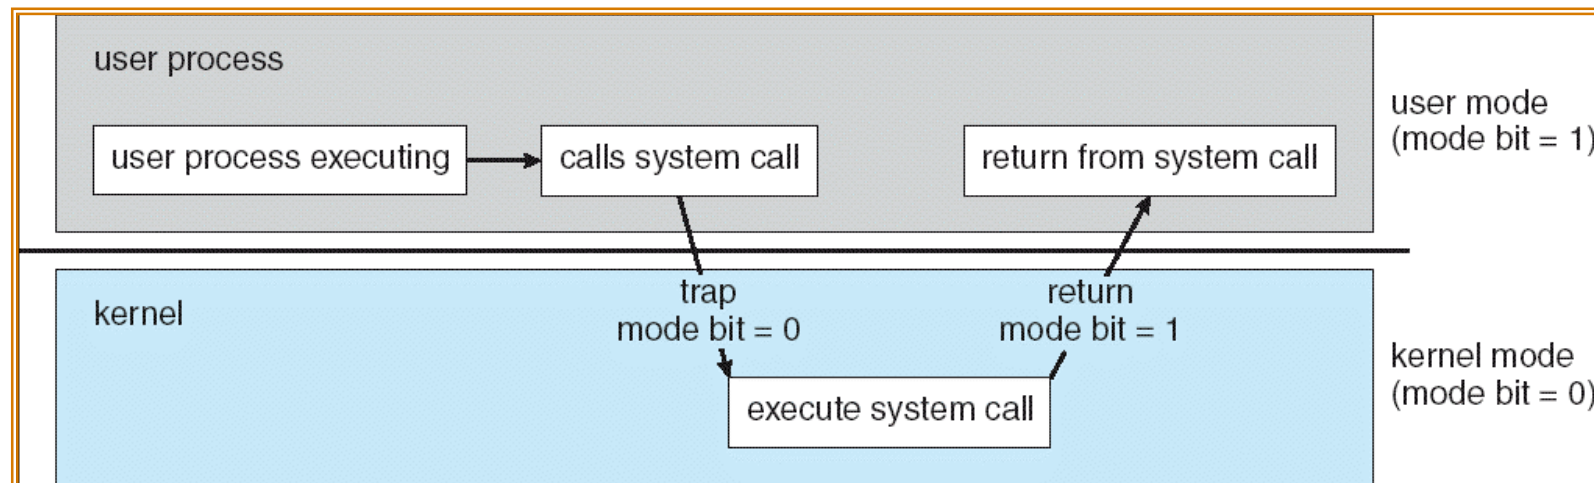 user process
user process executing
calls system call
return from system call
user mode
(mode bit = 1)
kernel
trap
mode bit = 0
return
mode bit = 1
execute system call
kernel mode
(mode bit = 0)